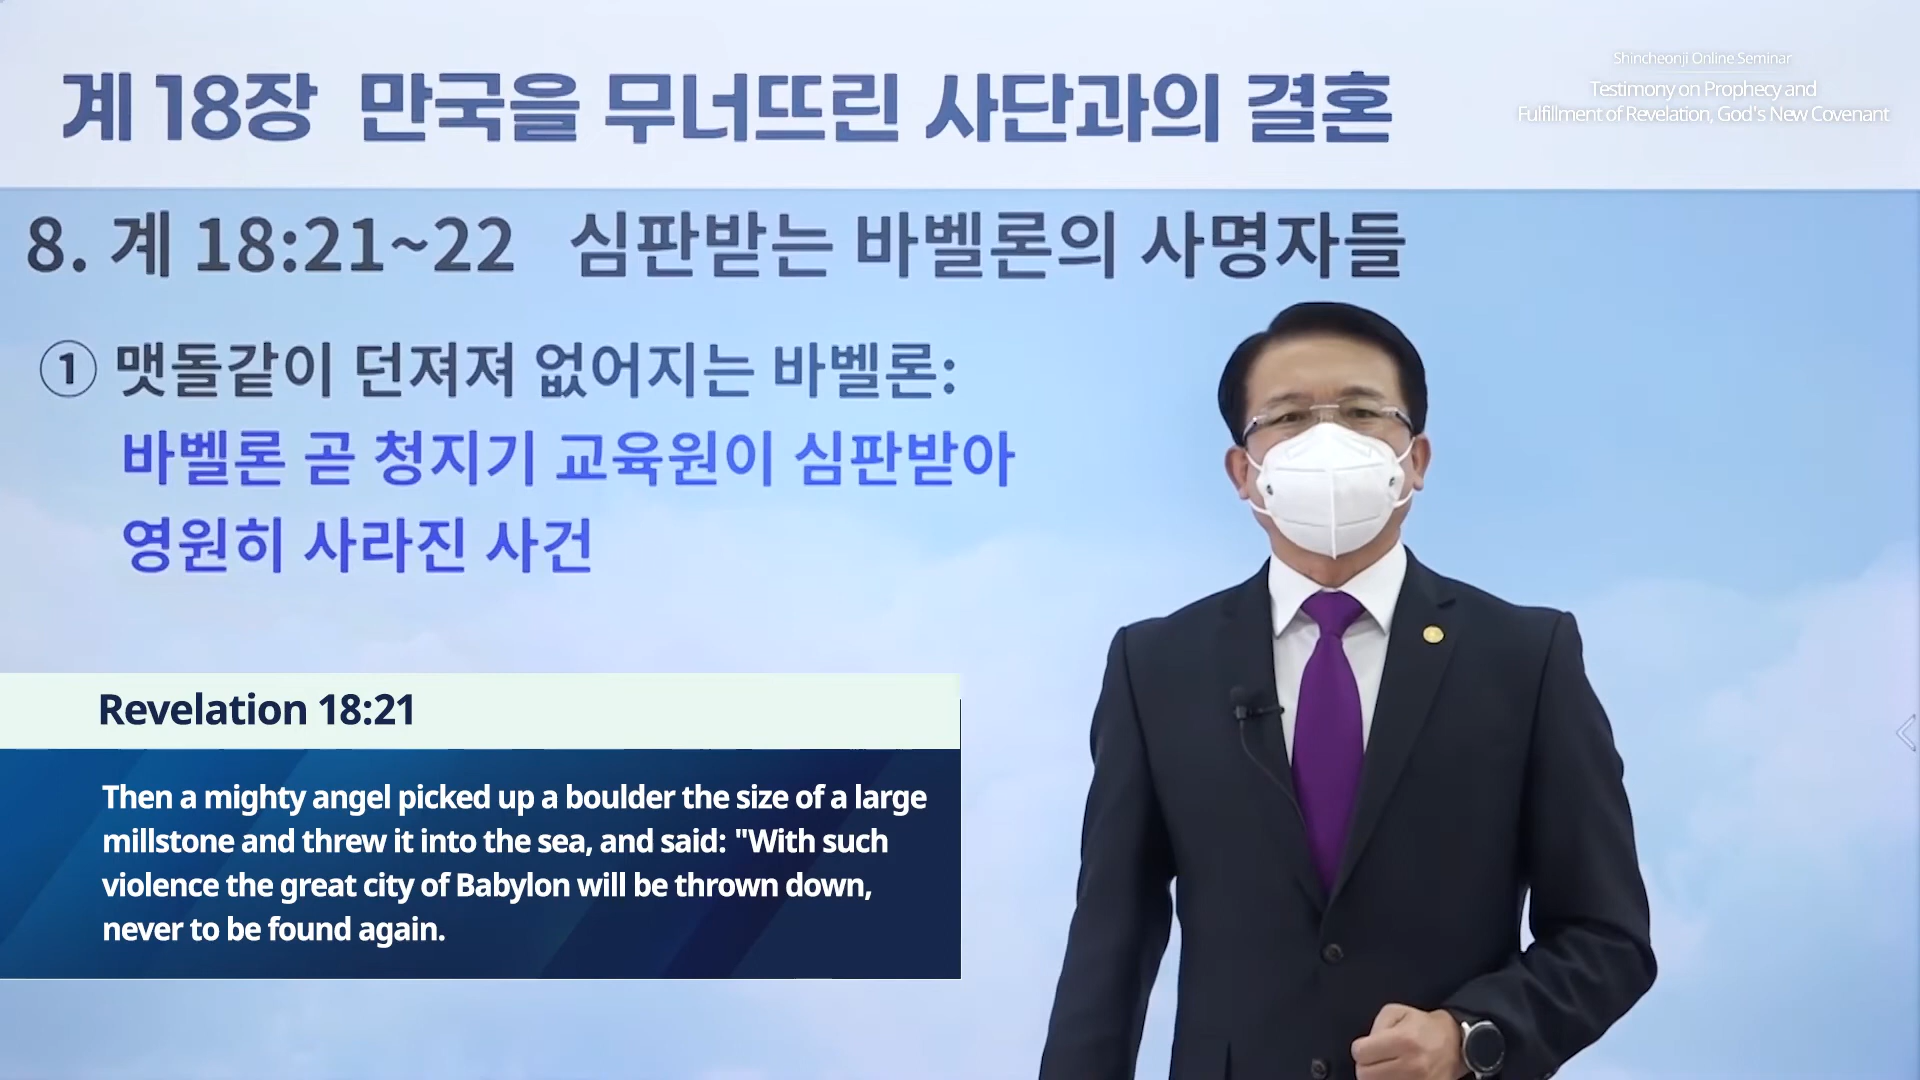 계 18장 만국을 무너뜨린 사단과의 결혼
Shincheonji Online Seminar
Testimony on Prophecy and
Fulfillment of Revelation, God's New Covenant
8. 계 18:21~22 심판받는 바벨론의 사명자들
① 맷돌같이 던져져 없어지는 바벨론:
바벨론 곧 청지기 교육원이 심판받아
영원히 사라진 사건
Revelation 18:21
Then a mighty angel picked up a boulder the size of a large
millstone and threw it into the sea, and said: "With such
violence the great city of Babylon will be thrown down,
never to be found again.